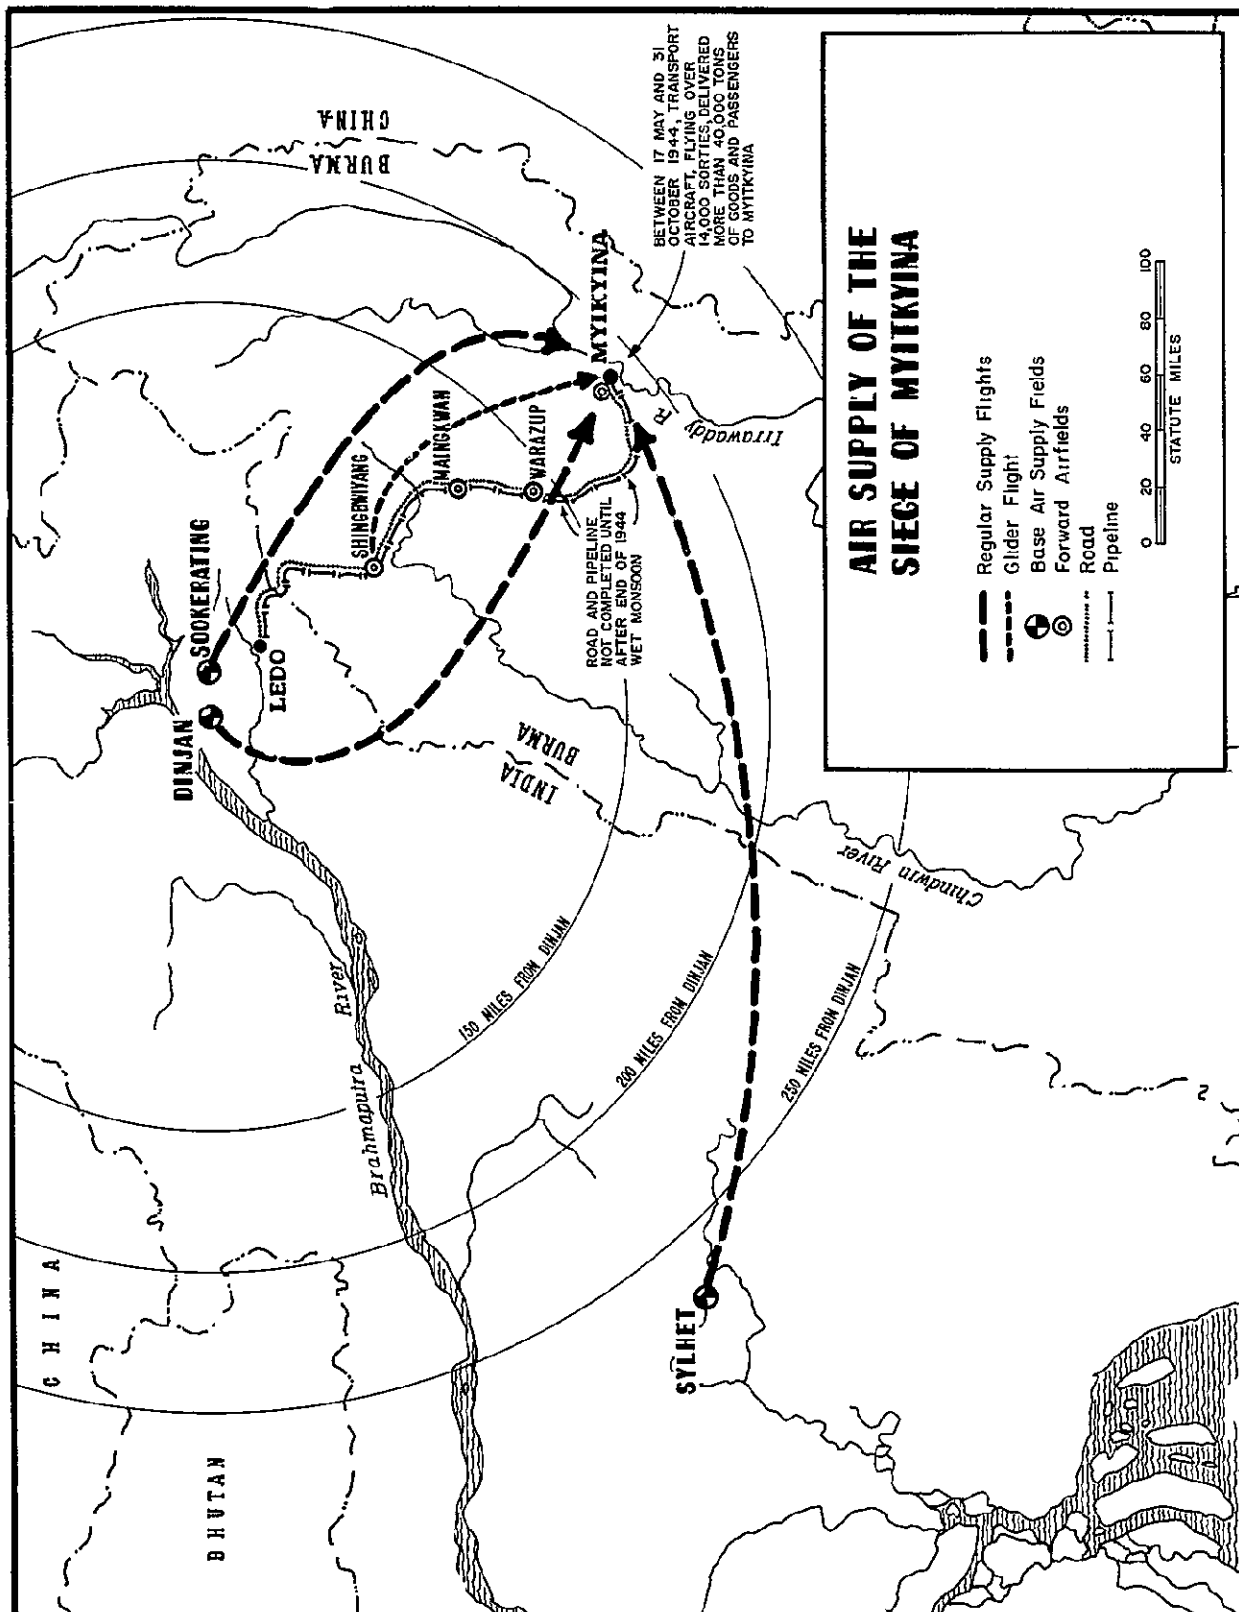 AIR SUPPLY OF THE
SIEGE OF MYITKYINA
Regular Supply Flights
Glider Flight
Base Air Supply Fields
Forward Airfields
Road
Pipeline
0 20 40 60 80 100
STATUTE MILES
CHINA
BHUTAN
Brahmaputra River
DINJAN
SOOKERATING
LEDO
SHINGBWIYANG
MAINGKWAN
WARAZUP
MYIKYINA
CHINA
BURMA
INDIA
BURMA
Irrawaddy R.
Chindwin River
SYLHET
150 MILES FROM DINJAN
200 MILES FROM DINJAN
250 MILES FROM DINJAN
ROAD AND PIPELINE
NOT COMPLETED UNTIL
AFTER END OF 1944
WET MONSOON
BETWEEN 17 MAY AND 31
OCTOBER 1944, TRANSPORT
AIRCRAFT, FLYING OVER
14,000 SORTIES, DELIVERED
MORE THAN 40,000 TONS
OF GOODS AND PASSENGERS
TO MYITKYINA